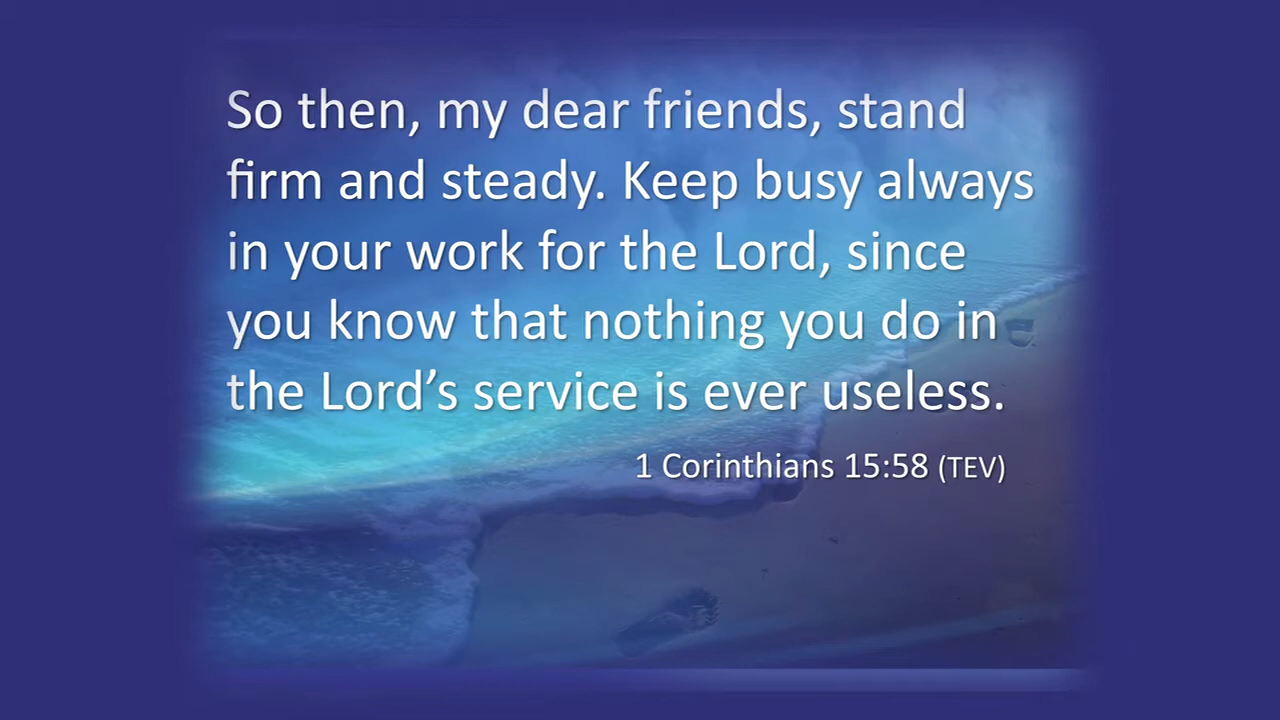 So then, my dear friends, stand
firm and steady. Keep busy always
in your work for the Lord, since
you know that nothing you do in
the Lord’s service is ever useless.
1 Corinthians 15:58 (TEV)